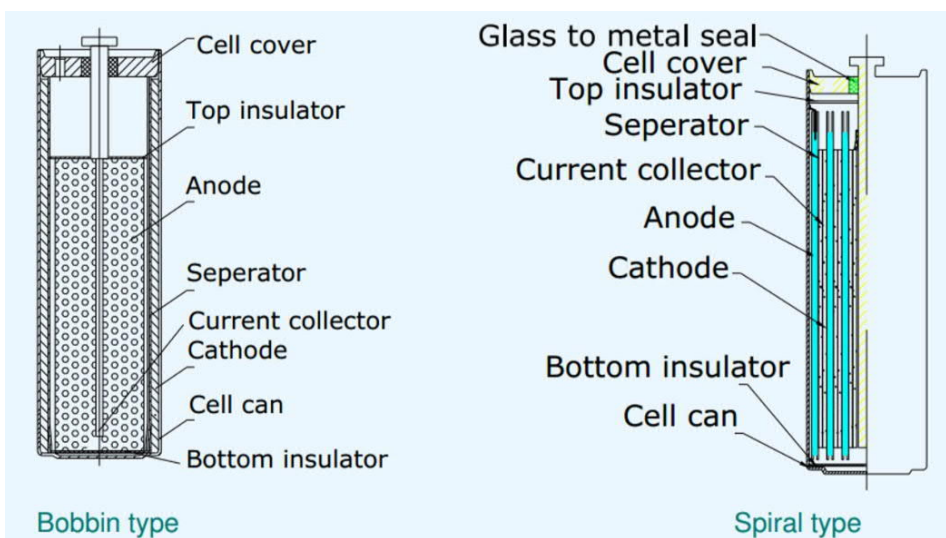 Cell cover
Top insulator
Anode
Seperator
Current collector
Cathode
Cell can
Bottom insulator
Bobbin type
Glass to metal seal
Cell cover
Top insulator
Seperator
Current collector
Anode
Cathode
Bottom insulator
Cell can
Spiral type